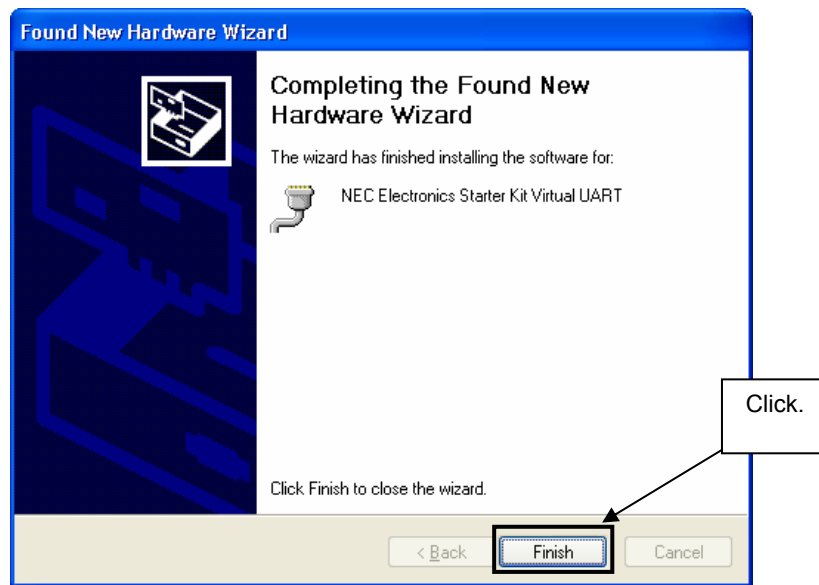 Found New Hardware Wizard
Completing the Found New
Hardware Wizard
The wizard has finished installing the software for:
NEC Electronics Starter Kit Virtual UART
Click.
Click Finish to close the wizard.
< Back
Finish
Cancel